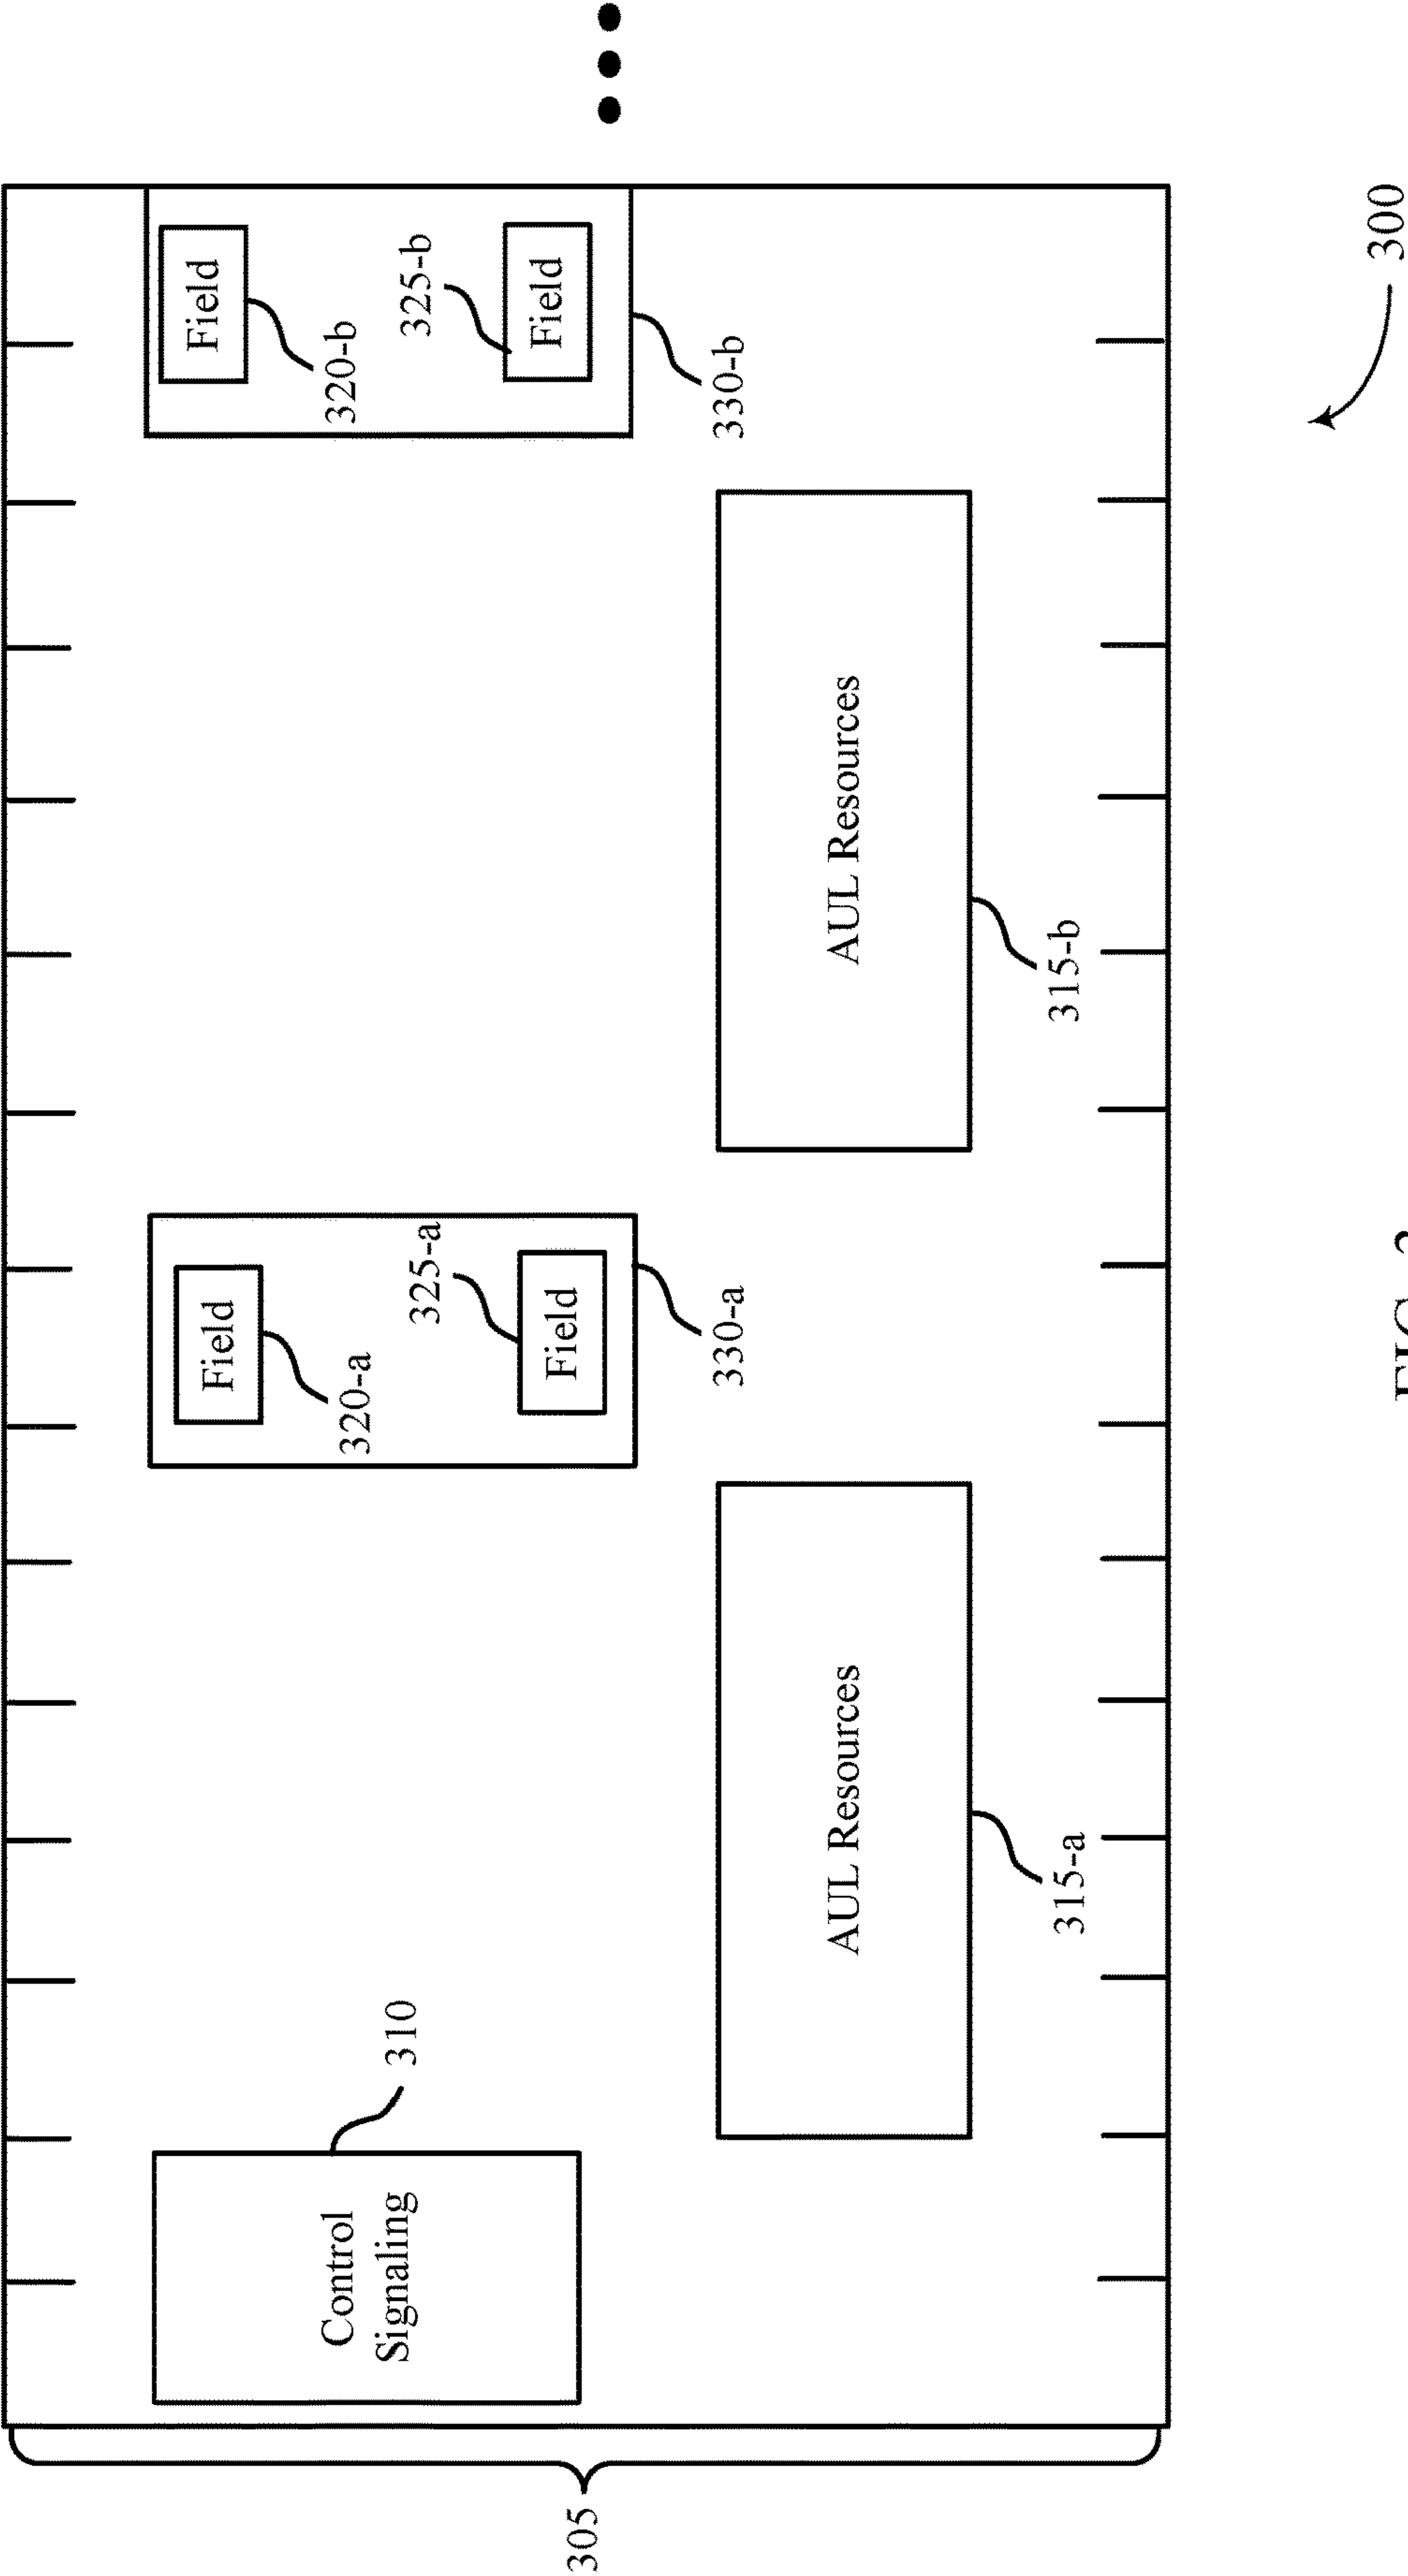 305
Control
Signaling
310
AUL Resources
315-a
Field
320-a
325-a
Field
330-a
AUL Resources
315-b
Field
320-b
325-b
Field
330-b
300